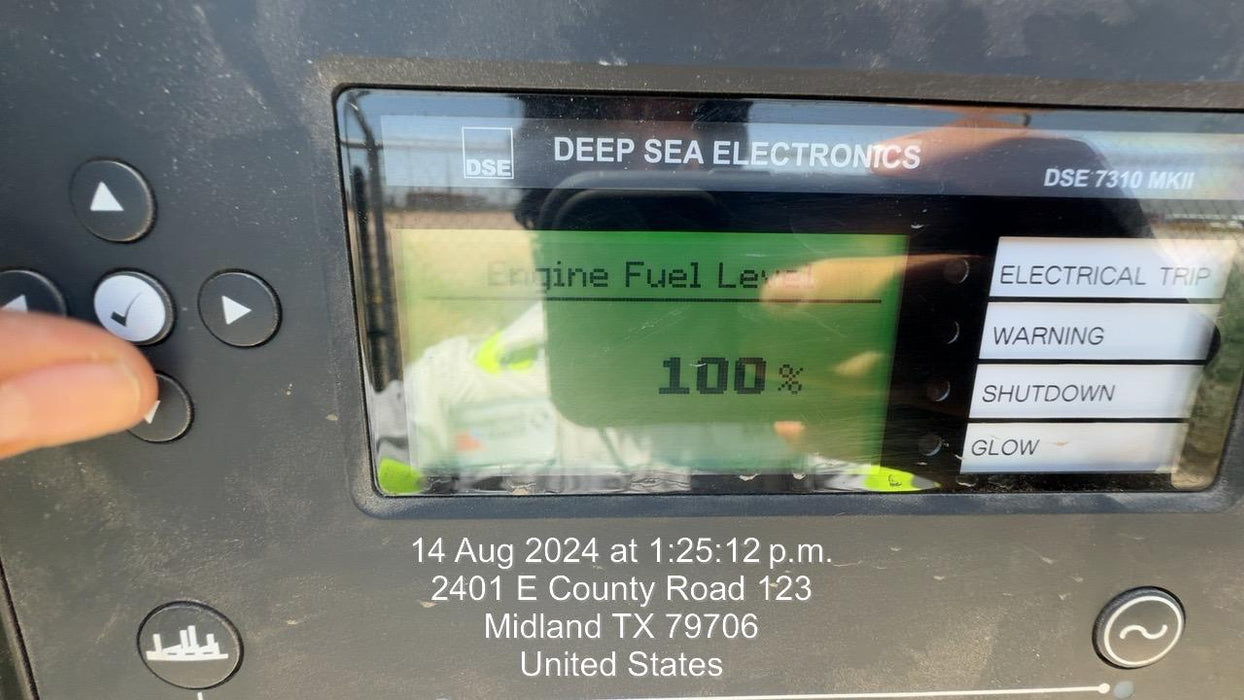 DSE
DEEP SEA ELECTRONICS
DSE 7310 MKII
Engine Fuel Level
100 %
ELECTRICAL TRIP
WARNING
SHUTDOWN
GLOW
14 Aug 2024 at 1:25:12 p.m.
2401 E County Road 123
Midland TX 79706
United States